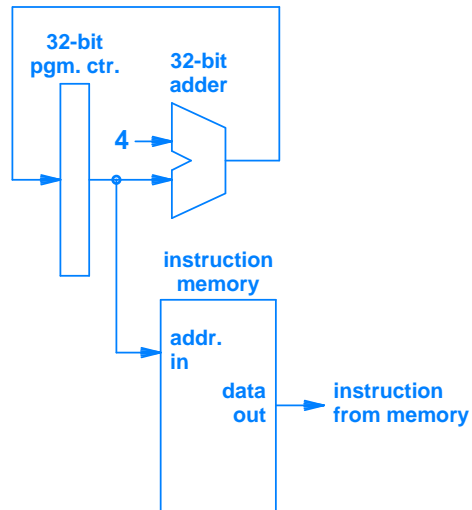 32-bit
pgm. ctr.
32-bit
adder
4
instruction
memory
addr.
in
data
out
instruction
from memory